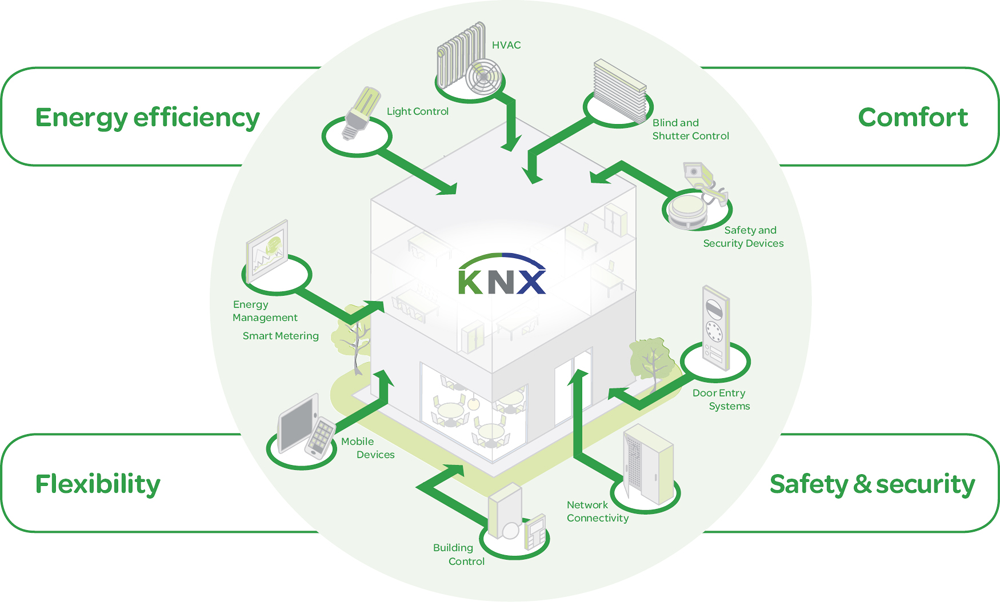 HVAC
Light Control
Energy efficiency
Comfort
Blind and
Shutter Control
Safety and
Security Devices
KNX
Energy
Management
Smart Metering
Door Entry
Systems
Mobile
Devices
Flexibility
Safety & security
Network
Connectivity
Building
Control